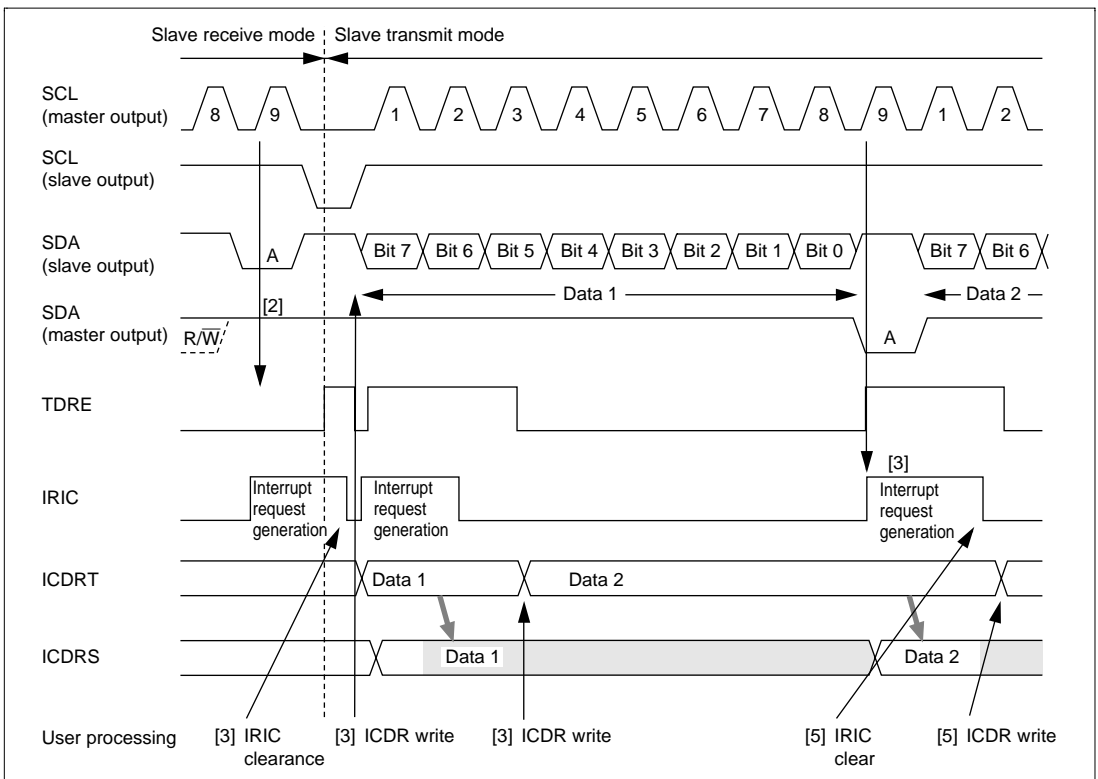 Slave receive mode Slave transmit mode
SCL
(master output)
8 9 1 2 3 4 5 6 7 8 9 1 2
SCL
(slave output)
SDA
(slave output)
A Bit 7 Bit 6 Bit 5 Bit 4 Bit 3 Bit 2 Bit 1 Bit 0 Bit 7 Bit 6
[2] Data 1 Data 2
SDA
(master output)
R/W̅ A
TDRE
[3]
IRIC
Interrupt
request
generation
Interrupt
request
generation
Interrupt
request
generation
ICDRT Data 1 Data 2
ICDRS Data 1 Data 2
User processing [3] IRIC
clearance
[3] ICDR write [3] ICDR write [5] IRIC
clear
[5] ICDR write